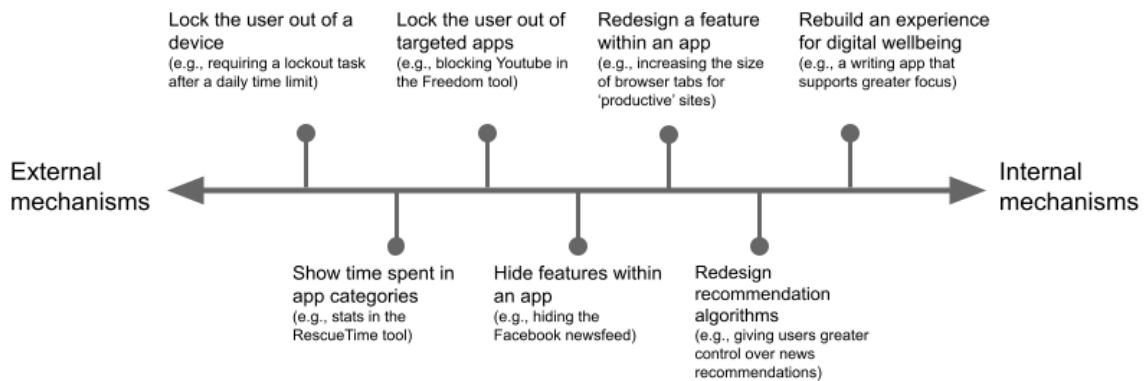 Lock the user out of a
device
(e.g., requiring a lockout task
after a daily time limit)
Lock the user out of
targeted apps
(e.g., blocking Youtube in
the Freedom tool)
Redesign a feature
within an app
(e.g., increasing the size
of browser tabs for
‘productive’ sites)
Rebuild an experience
for digital wellbeing
(e.g., a writing app that
supports greater focus)
External
mechanisms
Internal
mechanisms
Show time spent in
app categories
(e.g., stats in the
RescueTime tool)
Hide features within
an app
(e.g., hiding the
Facebook newsfeed)
Redesign
recommendation
algorithms
(e.g., giving users greater
control over news
recommendations)